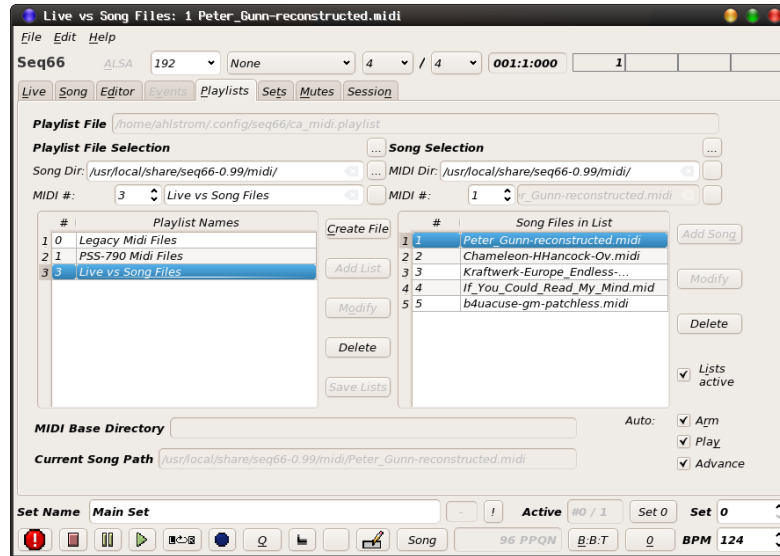 Live vs Song Files: 1 Peter_Gunn-reconstructed.midi
File Edit Help
Seq66 ALSA 192 None 4 / 4 001:1:000 1
Live Song Editor Events Playlists Sets Mutes Session
Playlist File /home/ahlstrom/.config/seq66/ca_midi.playlist
Playlist File Selection ... Song Selection ...
Song Dir: /usr/local/share/seq66-0.99/midi/ ... MIDI Dir: /usr/local/share/seq66-0.99/midi/
MIDI #: 3 Live vs Song Files MIDI #: 1 r_Gunn-reconstructed.midi
# Playlist Names Create File # Song Files in List Add Song
1 0 Legacy Midi Files 1 1 Peter_Gunn-reconstructed.midi
2 1 PSS-790 Midi Files 2 2 Chameleon-HHancock-Ov.midi
3 3 Live vs Song Files Add List 3 3 Kraftwerk-Europe_Endless-...
4 4 If_You_Could_Read_My_Mind.mid Modify
Modify 5 5 b4uacuse-gm-patchless.midi
Delete Delete
Lists active
Save Lists
MIDI Base Directory Auto: Arm
Play
Current Song Path /usr/local/share/seq66-0.99/midi/Peter_Gunn-reconstructed.midi Advance
Set Name Main Set - ! Active #0 / 1 Set 0 Set 0
Q Song 96 PPQN B:B:T 0 BPM 124